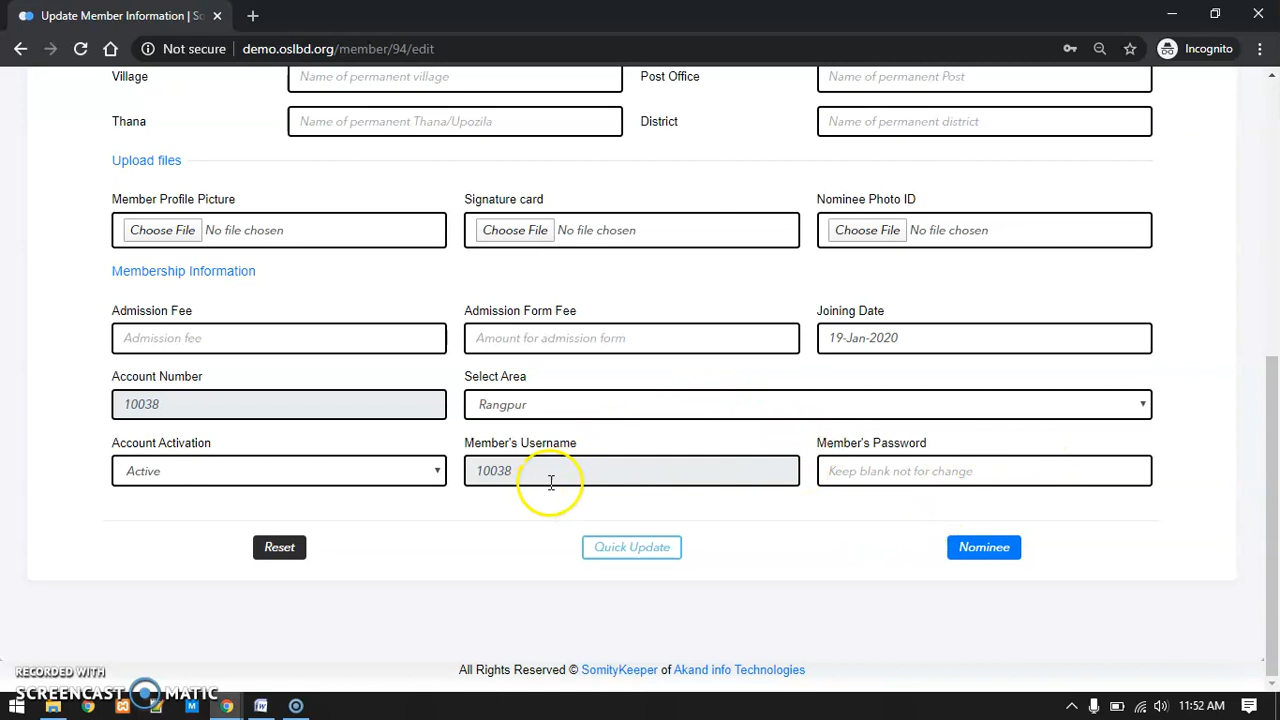 Update Member Information | So
Not secure demo.oslbd.org/member/94/edit Incognito
Village Name of permanent village Post Office Name of permanent Post
Thana Name of permanent Thana/Upozila District Name of permanent district
Upload files
Member Profile Picture Signature card Nominee Photo ID
Choose File No file chosen Choose File No file chosen Choose File No file chosen
Membership Information
Admission Fee Admission Form Fee Joining Date
Admission fee Amount for admission form 19-Jan-2020
Account Number Select Area
10038 Rangpur
Account Activation Member's Username Member's Password
Active 10038 Keep blank not for change
Reset Quick Update Nominee
All Rights Reserved © SomityKeeper of Akand info Technologies
RECORDED WITH
SCREENCAST MATIC
11:52 AM